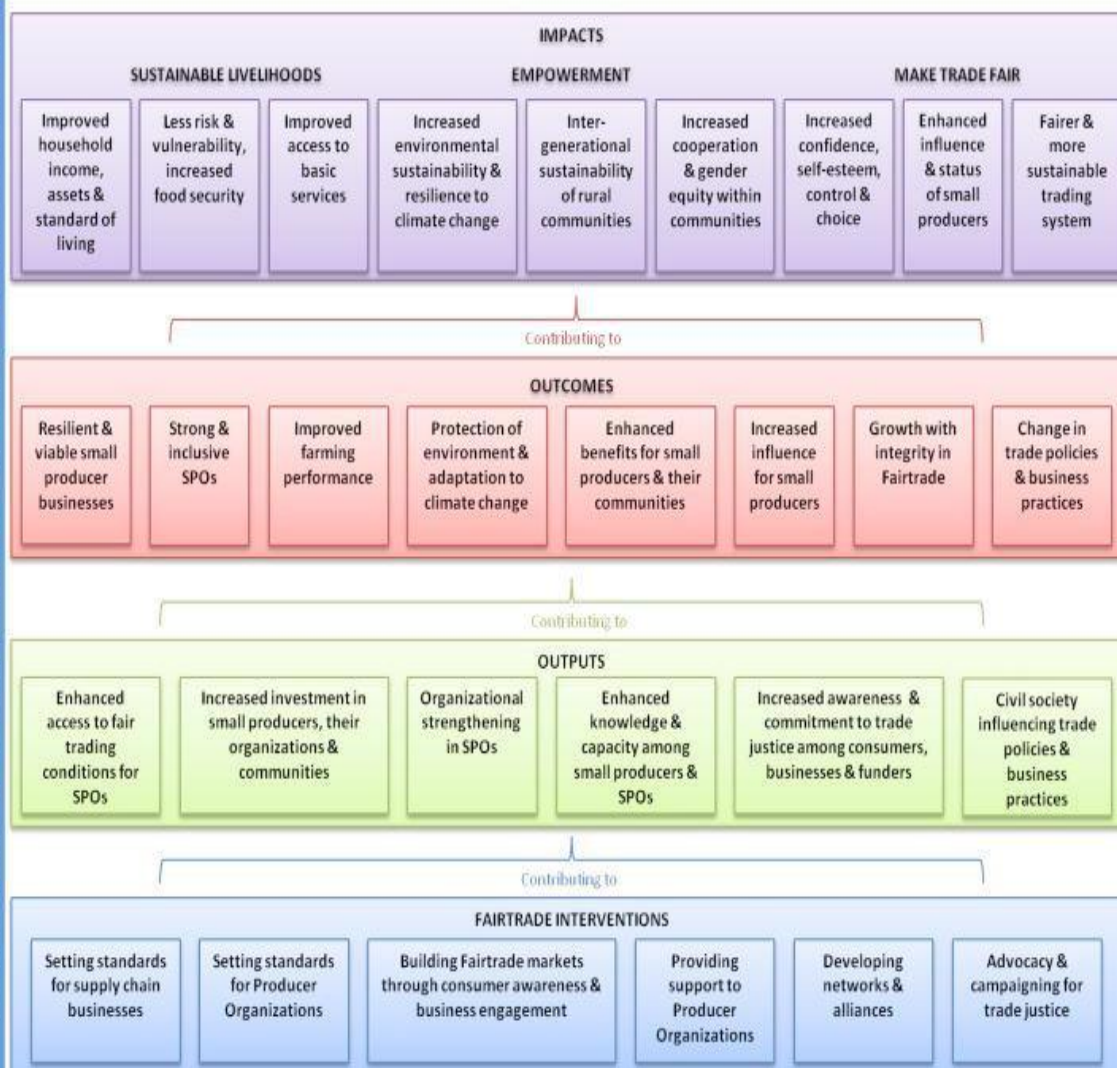 IMPACTS
SUSTAINABLE LIVELIHOODS
EMPOWERMENT
MAKE TRADE FAIR
Improved
household
income,
assets &
standard of
living
Less risk &
vulnerability,
increased
food security
Improved
access to
basic
services
Increased
environmental
sustainability &
resilience to
climate change
Inter-
generational
sustainability
of rural
communities
Increased
cooperation
& gender
equity within
communities
Increased
confidence,
self-esteem,
control &
choice
Enhanced
influence
& status
of small
producers
Fairer &
more
sustainable
trading
system
Contributing to
OUTCOMES
Resilient &
viable small
producer
businesses
Strong &
inclusive
SPOs
Improved
farming
performance
Protection of
environment &
adaptation to
climate change
Enhanced
benefits for small
producers & their
communities
Increased
influence
for small
producers
Growth with
integrity in
Fairtrade
Change in
trade policies
& business
practices
Contributing to
OUTPUTS
Enhanced
access to fair
trading
conditions for
SPOs
Increased investment in
small producers, their
organizations &
communities
Organizational
strengthening
in SPOs
Enhanced
knowledge &
capacity among
small producers &
SPOs
Increased awareness &
commitment to trade
justice among consumers,
businesses & funders
Civil society
influencing trade
policies &
business
practices
Contributing to
FAIRTRADE INTERVENTIONS
Setting standards
for supply chain
businesses
Setting standards
for Producer
Organizations
Building Fairtrade markets
through consumer awareness &
business engagement
Providing
support to
Producer
Organizations
Developing
networks &
alliances
Advocacy &
campaigning for
trade justice